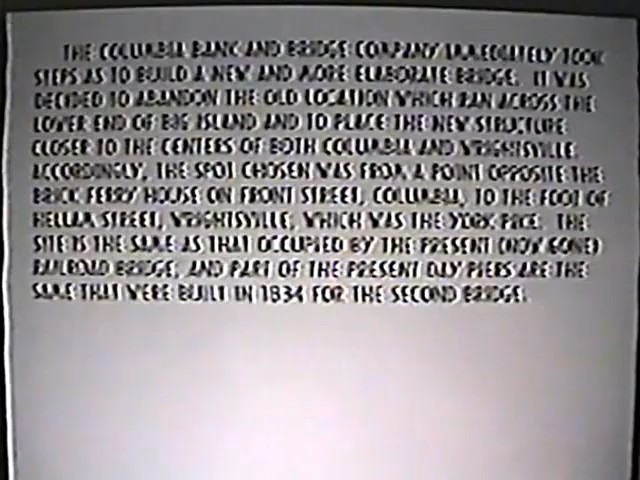 THE COLUMBIA BANK AND BRIDGE COMPANY IMMEDIATELY TOOK
STEPS AS TO BUILD A NEW AND MORE ELABORATE BRIDGE. IT WAS
DECIDED TO ABANDON THE OLD LOCATION WHICH RAN ACROSS THE
LOWER END OF BIG ISLAND AND TO PLACE THE NEW STRUCTURE
CLOSER TO THE CENTERS OF BOTH COLUMBIA AND WRIGHTSVILLE.
ACCORDINGLY, THE SPOT CHOSEN WAS FROM A POINT OPPOSITE THE
BRICK FERRY HOUSE ON FRONT STREET, COLUMBIA, TO THE FOOT OF
HELLAM STREET, WRIGHTSVILLE, WHICH WAS THE YORK PIKE. THE
SITE IS THE SAME AS THAT OCCUPIED BY THE PRESENT (NOW GONE)
RAILROAD BRIDGE, AND PART OF THE PRESENT DAY PIERS ARE THE
SAME THAT WERE BUILT IN 1834 FOR THE SECOND BRIDGE.